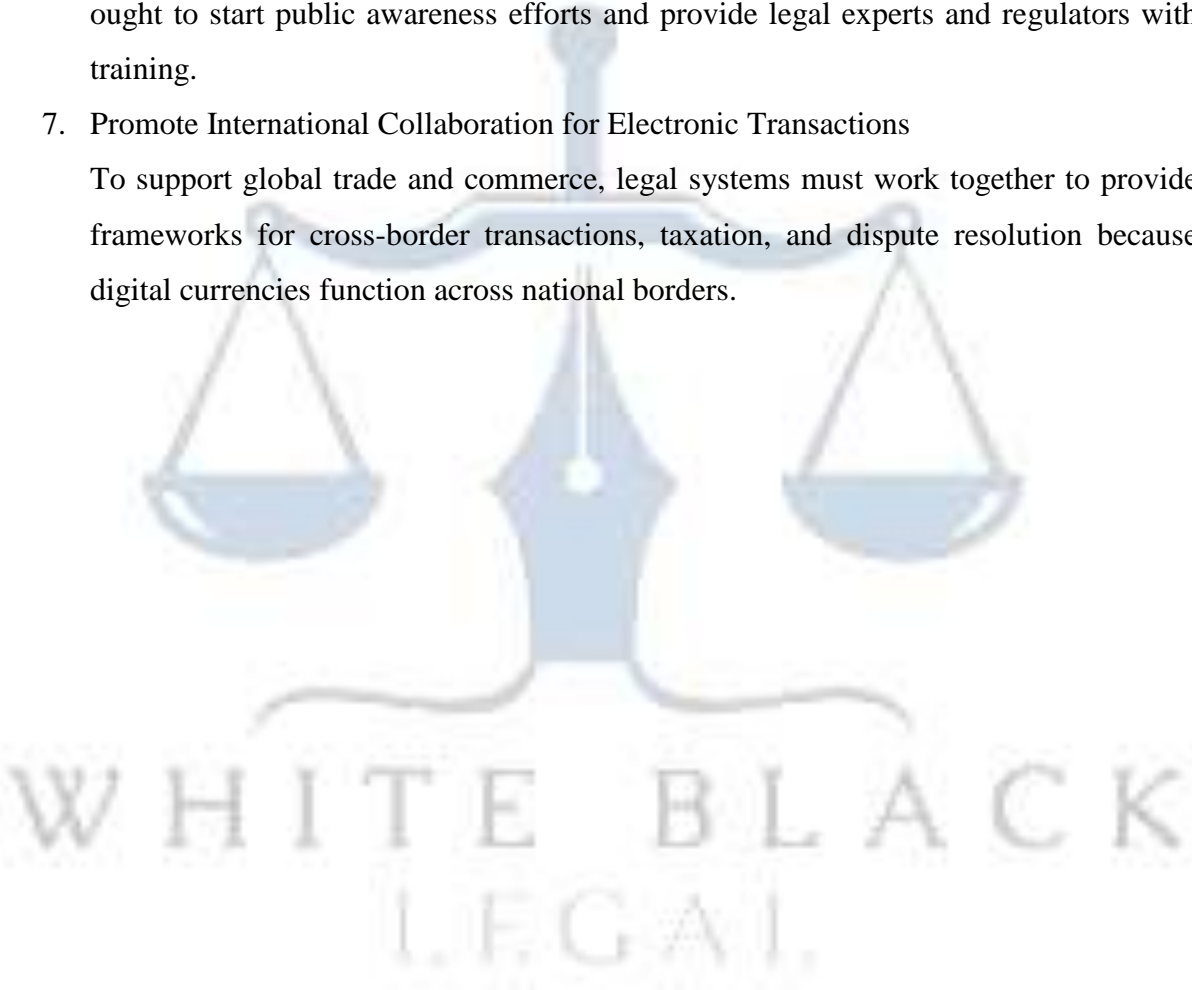 ought to start public awareness efforts and provide legal experts and regulators with
training.
7. Promote International Collaboration for Electronic Transactions
To support global trade and commerce, legal systems must work together to provide
frameworks for cross-border transactions, taxation, and dispute resolution because
digital currencies function across national borders.
WHITE BLACK
LEGAL